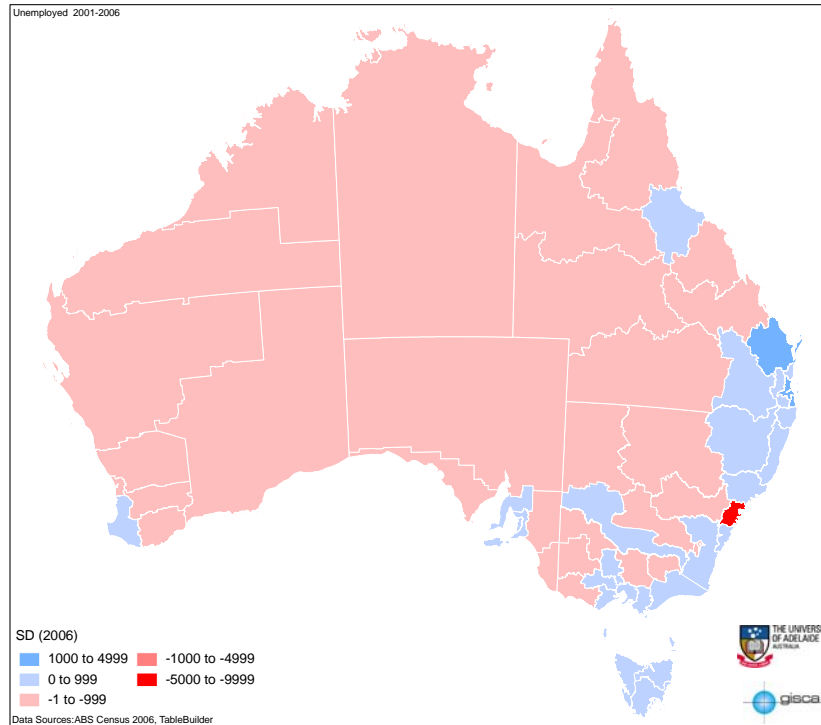 Unemployed 2001-2006
SD (2006)
1000 to 4999
0 to 999
-1 to -999
-1000 to -4999
-5000 to -9999
Data Sources:ABS Census 2006, TableBuilder
THE UNIVERS
OF ADELAIDE
AUSTRALIA
gisca